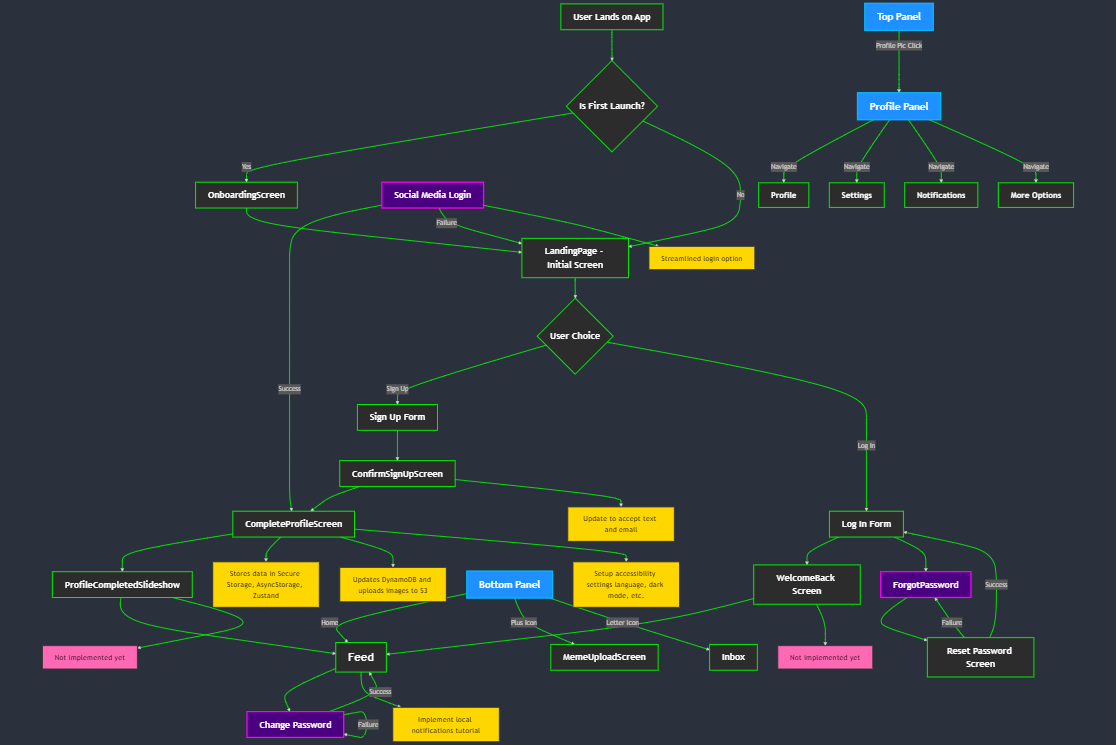 User Lands on App
Top Panel
Profile Pic Click
Is First Launch?
Profile Panel
Yes
No
Navigate
Navigate
Navigate
Navigate
OnboardingScreen
Social Media Login
Profile
Settings
Notifications
More Options
Failure
LandingPage -
Initial Screen
Streamlined login option
User Choice
Success
Sign Up
Sign Up Form
Log In
ConfirmSignUpScreen
CompleteProfileScreen
Update to accept text
and email
Log In Form
ProfileCompletedSlideshow
Stores data in Secure
Storage, AsyncStorage,
Zustand
Updates DynamoDB and
uploads images to S3
Bottom Panel
Setup accessibility
settings language, dark
mode, etc.
WelcomeBack
Screen
ForgotPassword
Success
Home
Plus Icon
Letter Icon
Failure
Not implemented yet
Feed
MemeUploadScreen
Inbox
Not implemented yet
Reset Password
Screen
Success
Change Password
Failure
Implement local
notifications tutorial